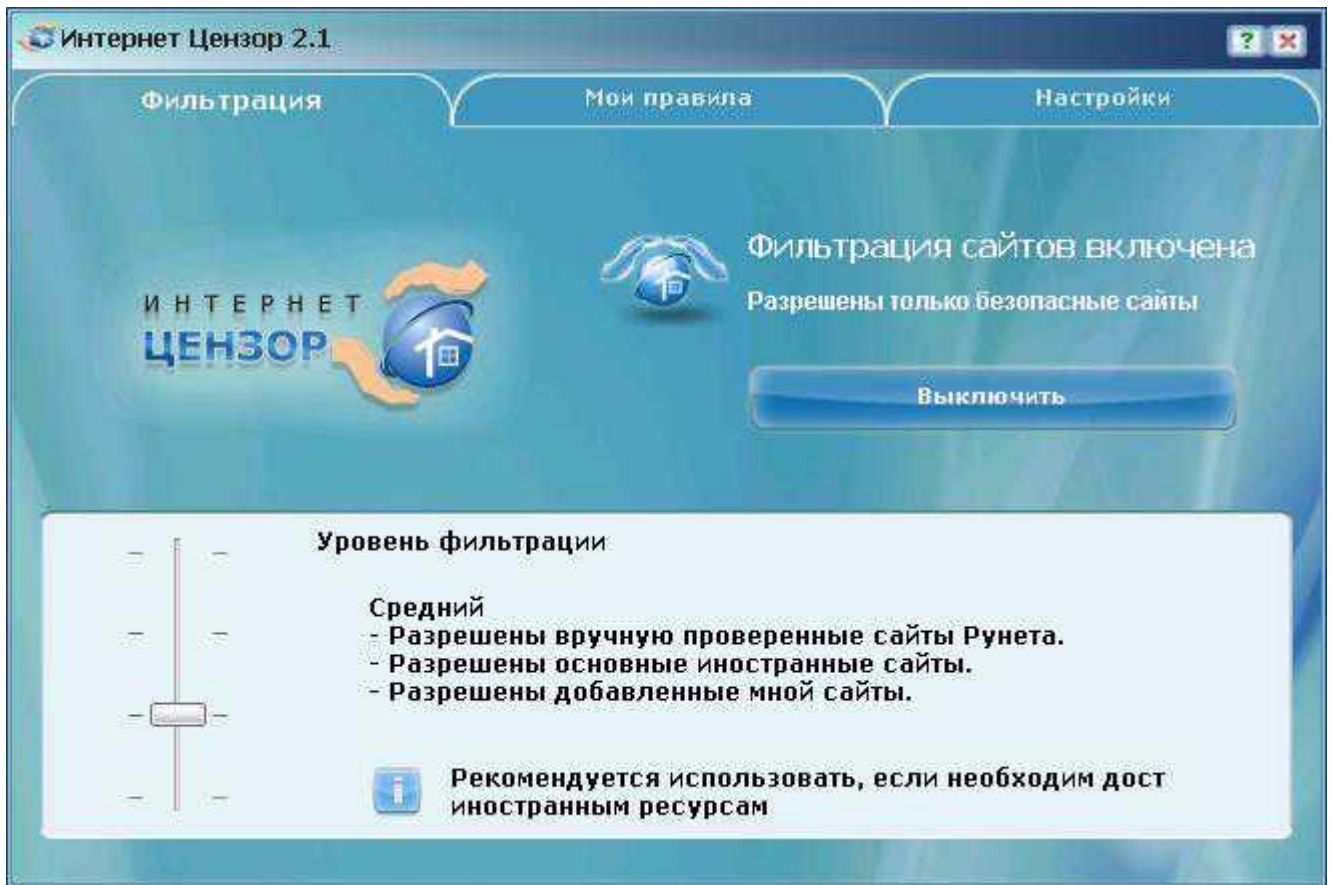 Интернет Цензор 2.1
Фильтрация
Мои правила
Настройки
ИНТЕРНЕТ
ЦЕНЗОР
Фильтрация сайтов включена
Разрешены только безопасные сайты
Выключить
Уровень фильтрации
Средний
- Разрешены вручную проверенные сайты Рунета.
- Разрешены основные иностранные сайты.
- Разрешены добавленные мной сайты.
Рекомендуется использовать, если необходим дост
иностранным ресурсам